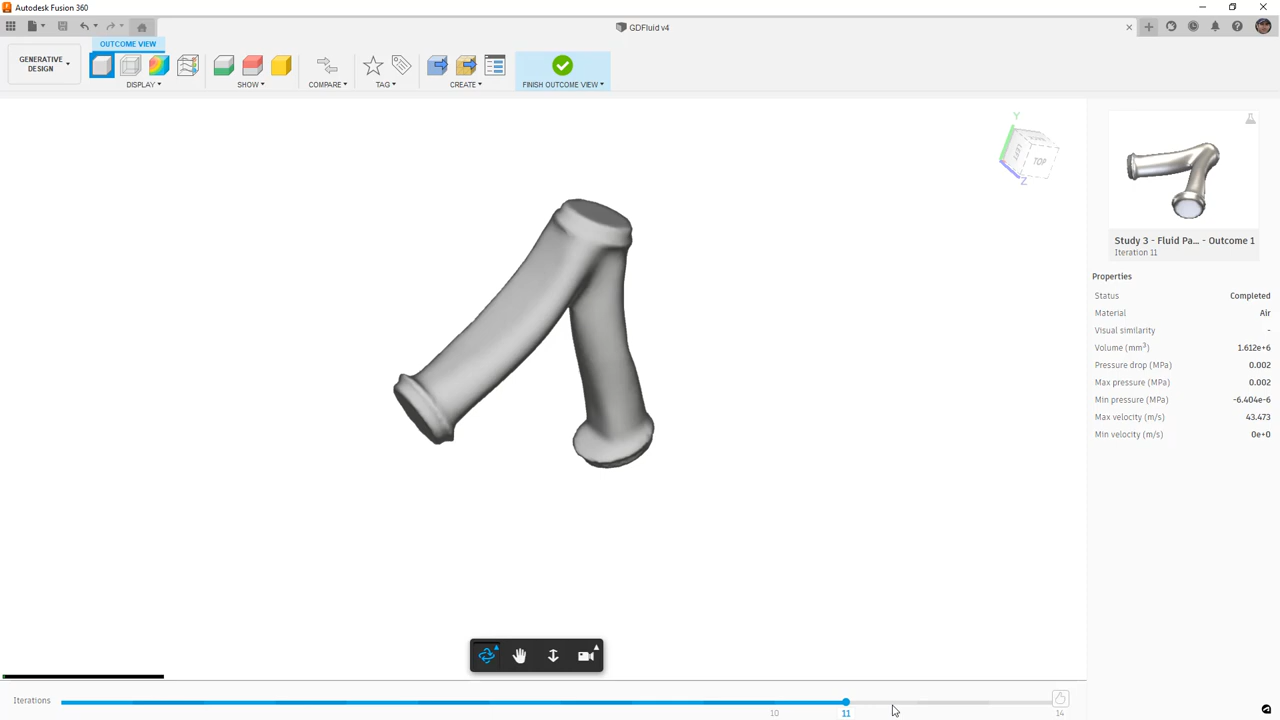 Autodesk Fusion 360
GDFluid v4
OUTCOME VIEW
GENERATIVE
DESIGN
DISPLAY
SHOW
COMPARE
TAG
CREATE
FINISH OUTCOME VIEW
Y
LEFT
TOP
Z
Study 3 - Fluid Pa... - Outcome 1
Iteration 11
Properties
Status Completed
Material Air
Visual similarity -
Volume (mm³) 1.612e+6
Pressure drop (MPa) 0.002
Max pressure (MPa) 0.002
Min pressure (MPa) -6.404e-6
Max velocity (m/s) 43.473
Min velocity (m/s) 0e+0
Iterations
10
11
14